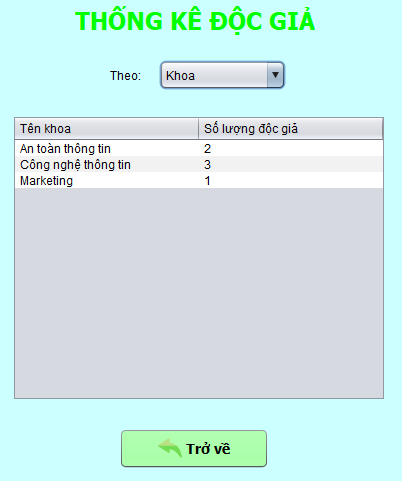 THỐNG KÊ ĐỘC GIẢ
Theo: Khoa
Tên khoa Số lượng độc giả
An toàn thông tin 2
Công nghệ thông tin 3
Marketing 1
Trở về